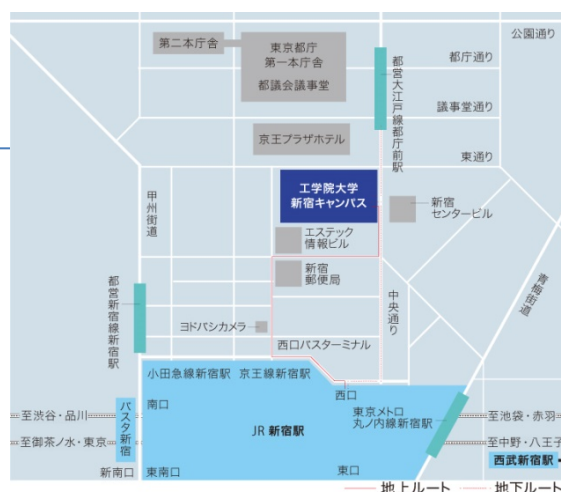 公園通り
第二本庁舎
東京都庁
第一本庁舎
都議会議事堂
都庁通り
都営大江戸線都庁前駅
議事堂通り
京王プラザホテル
東通り
工学院大学
新宿キャンパス
甲州街道
新宿
センタービル
エステック
情報ビル
新宿
郵便局
青梅街道
都営新宿線新宿駅
中央通り
ヨドバシカメラ
西口バスターミナル
小田急線新宿駅
京王線新宿駅
西口
バスタ新宿
南口
東京メトロ
丸ノ内線新宿駅
至渋谷・品川
至池袋・赤羽
JR 新宿駅
至御茶ノ水・東京
至中野・八王子
西武新宿駅
新南口
東南口
東口
地上ルート
地下ルート